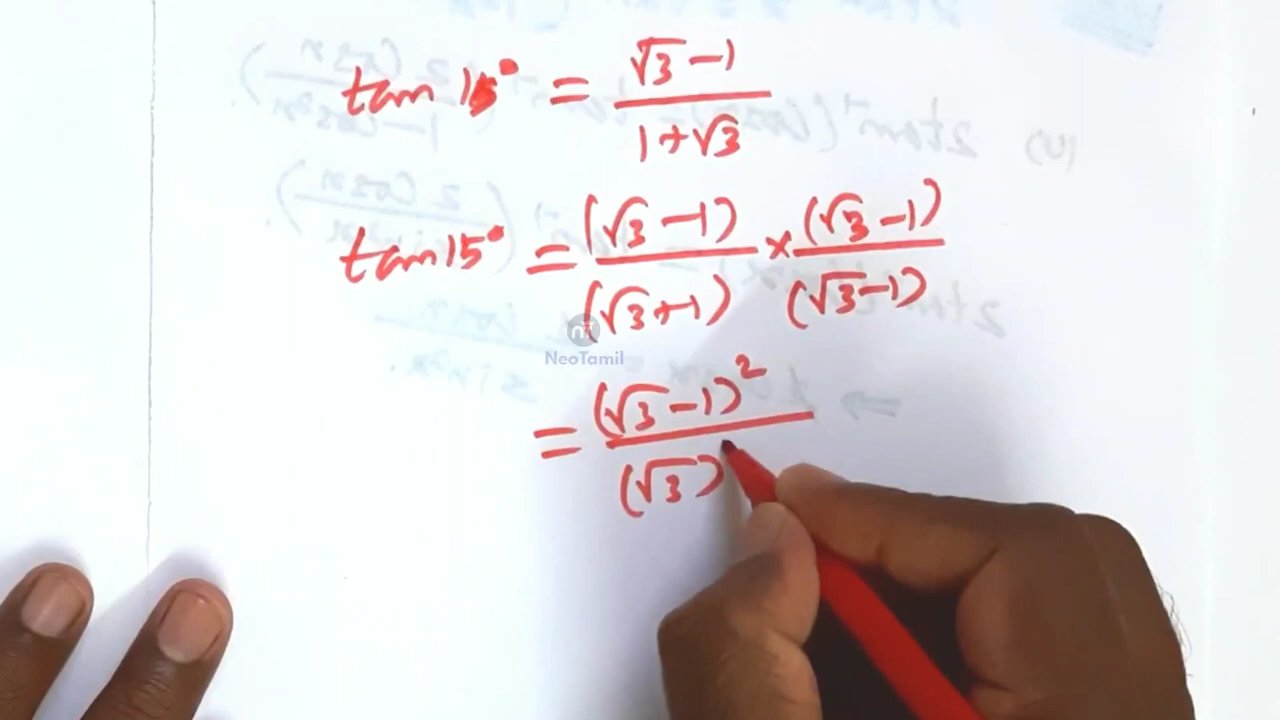 tan 15° = √3 - 1 / 1 + √3
tan 15° = (√3 - 1) / (√3 + 1) × (√3 - 1) / (√3 - 1)
= (√3 - 1)² / (√3)
NeoTamil